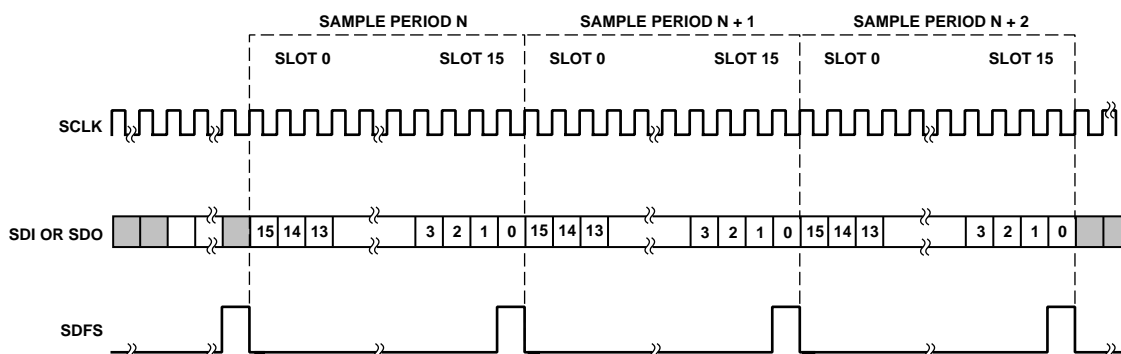 SAMPLE PERIOD N SAMPLE PERIOD N + 1 SAMPLE PERIOD N + 2
SLOT 0 SLOT 15 SLOT 0 SLOT 15 SLOT 0 SLOT 15
SCLK
SDI OR SDO 15 14 13 3 2 1 0 15 14 13 3 2 1 0 15 14 13 3 2 1 0
SDFS